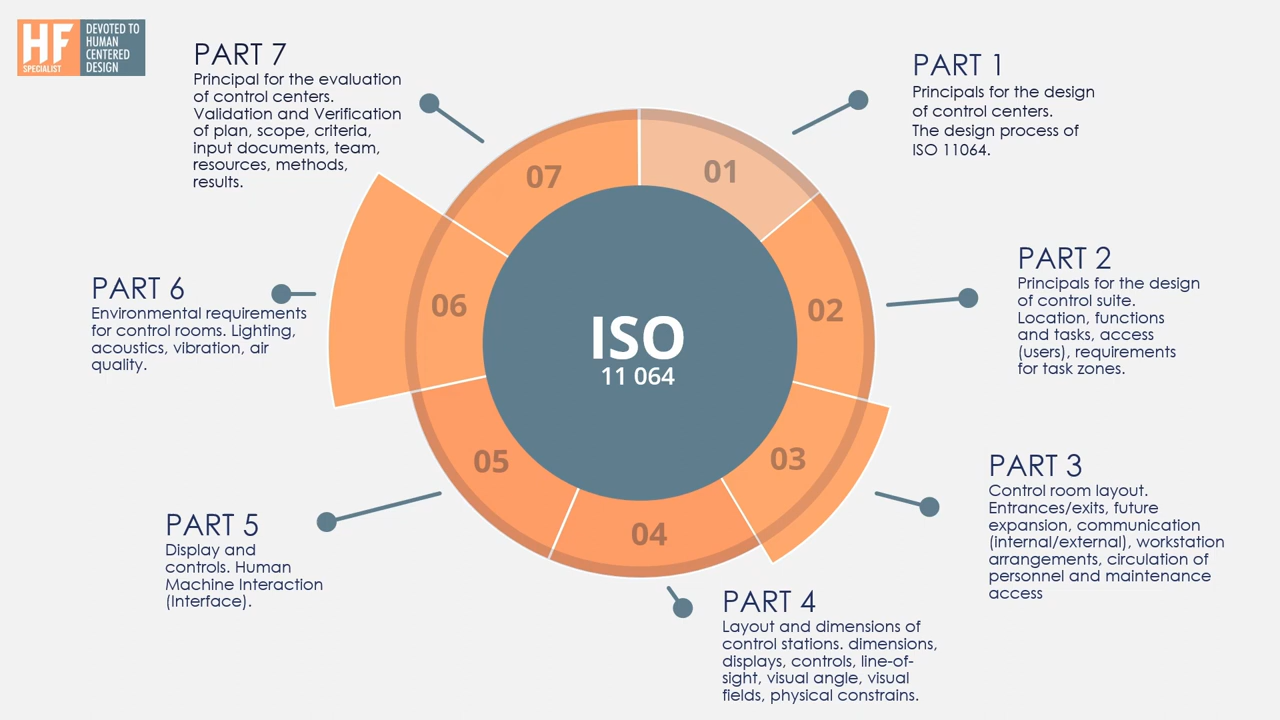 HF
SPECIALIST
DEVOTED TO
HUMAN
CENTERED
DESIGN
PART 7
Principal for the evaluation
of control centers.
Validation and Verification
of plan, scope, criteria,
input documents, team,
resources, methods,
results.
PART 1
Principals for the design
of control centers.
The design process of
ISO 11064.
PART 6
Environmental requirements
for control rooms. Lighting,
acoustics, vibration, air
quality.
PART 2
Principals for the design
of control suite.
Location, functions
and tasks, access
(users), requirements
for task zones.
07
01
06
02
ISO
11 064
05
03
04
PART 5
Display and
controls. Human
Machine Interaction
(Interface).
PART 3
Control room layout.
Entrances/exits, future
expansion, communication
(internal/external), workstation
arrangements, circulation of
personnel and maintenance
access
PART 4
Layout and dimensions of
control stations. dimensions,
displays, controls, line-of-
sight, visual angle, visual
fields, physical constrains.